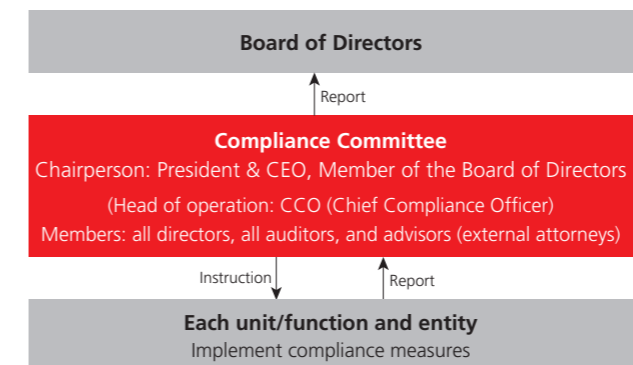 Board of Directors
Report
Compliance Committee
Chairperson: President & CEO, Member of the Board of Directors
(Head of operation: CCO (Chief Compliance Officer)
Members: all directors, all auditors, and advisors (external attorneys)
Instruction
Report
Each unit/function and entity
Implement compliance measures